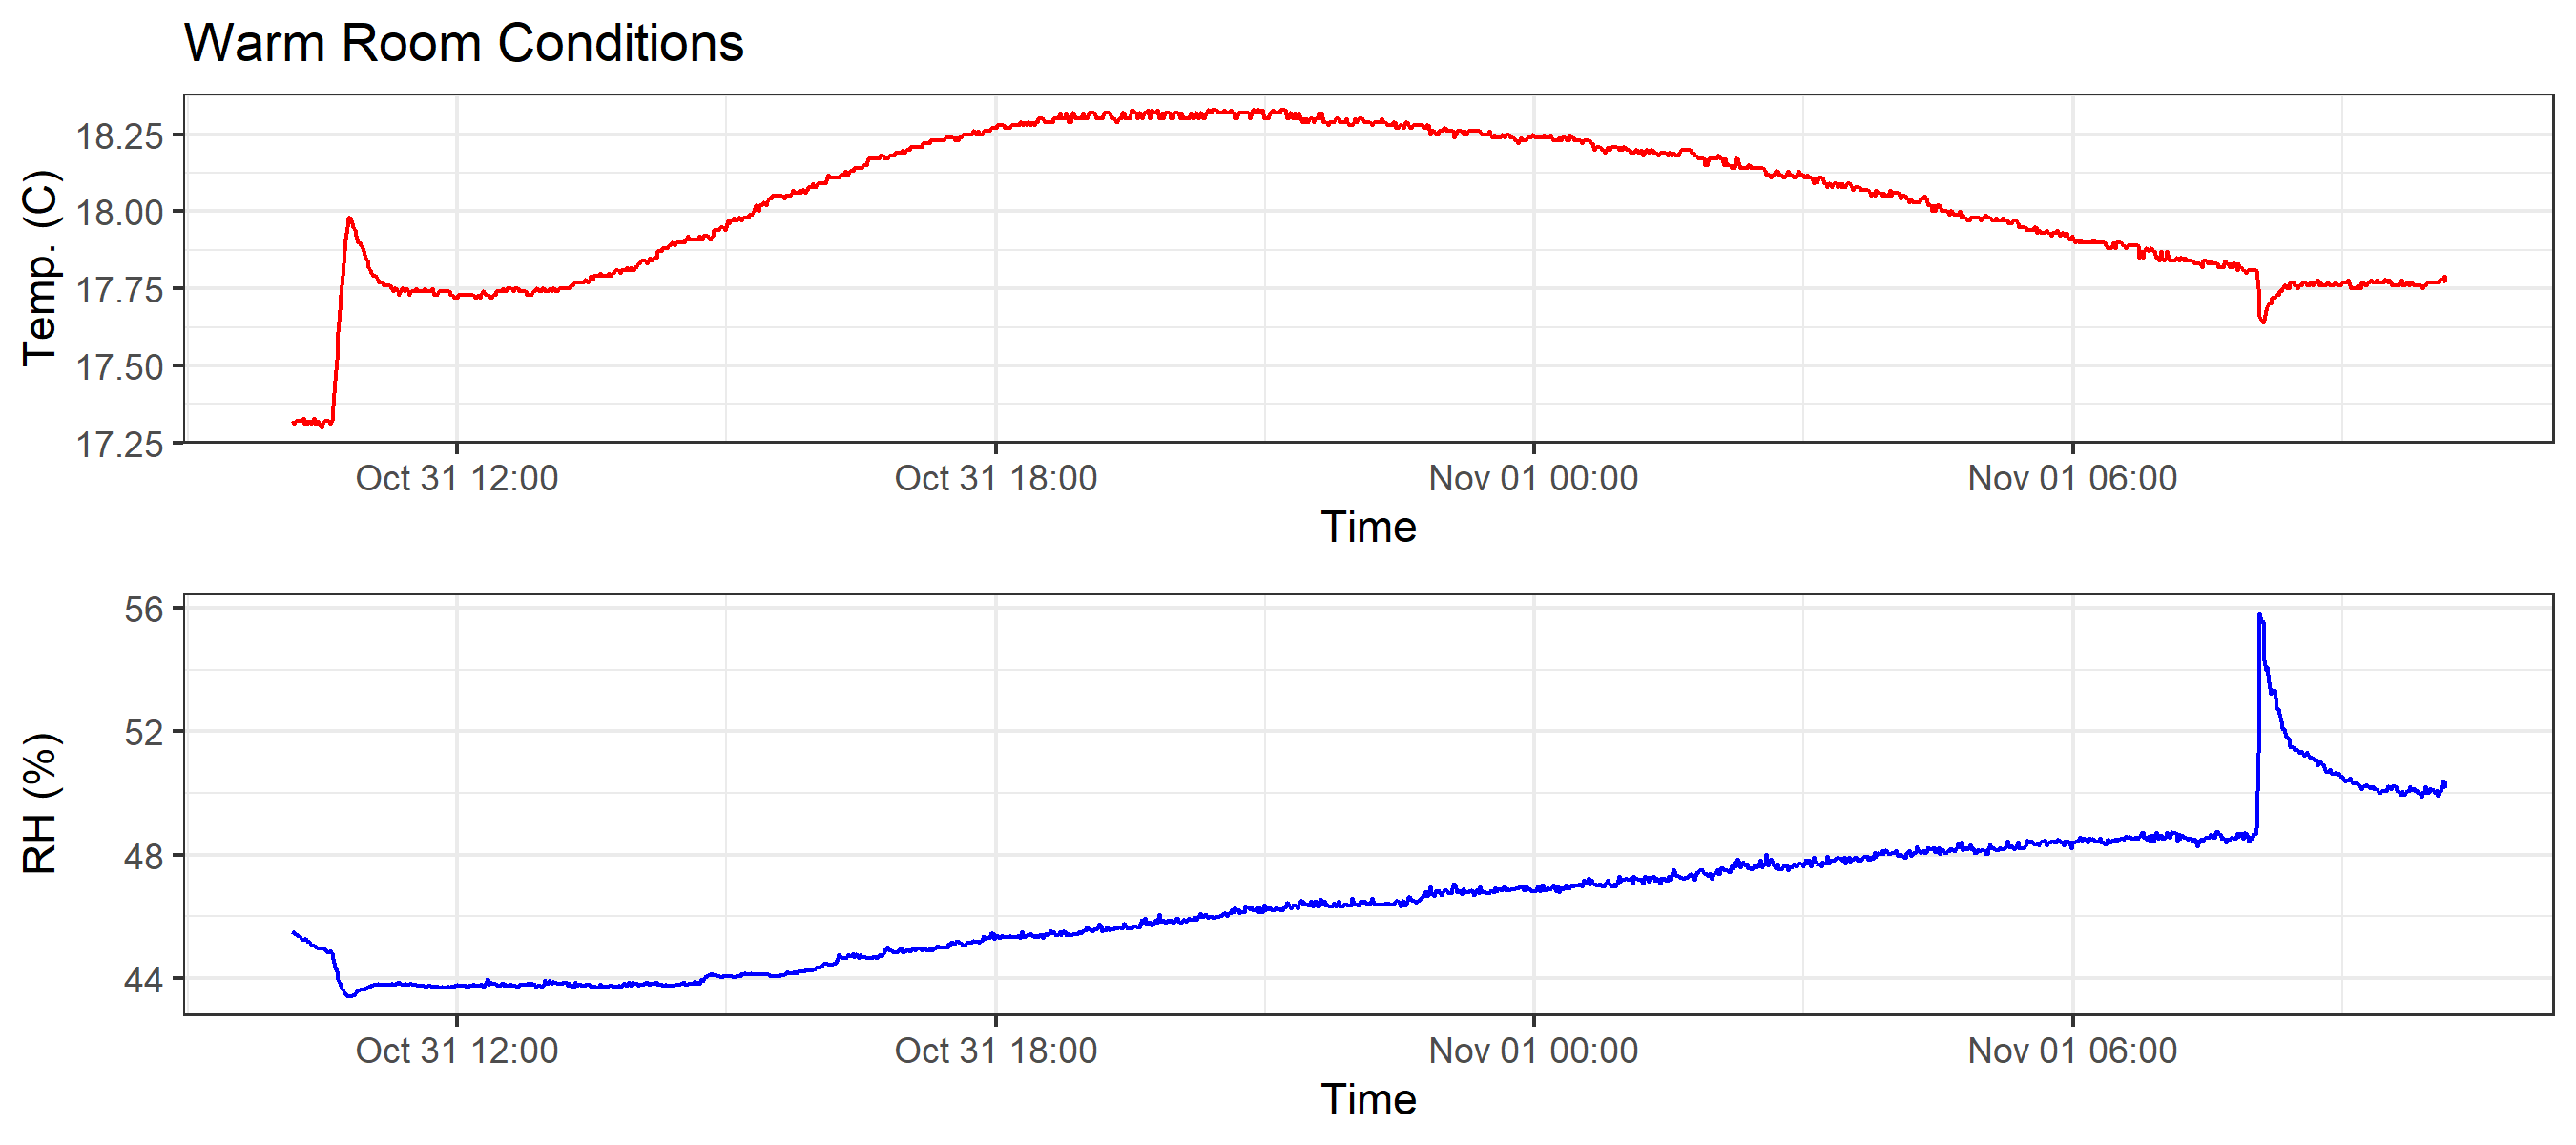 Warm Room Conditions
Temp. (C)
18.25
18.00
17.75
17.50
17.25
Oct 31 12:00 Oct 31 18:00 Nov 01 00:00 Nov 01 06:00
Time
RH (%)
56
52
48
44
Oct 31 12:00 Oct 31 18:00 Nov 01 00:00 Nov 01 06:00
Time